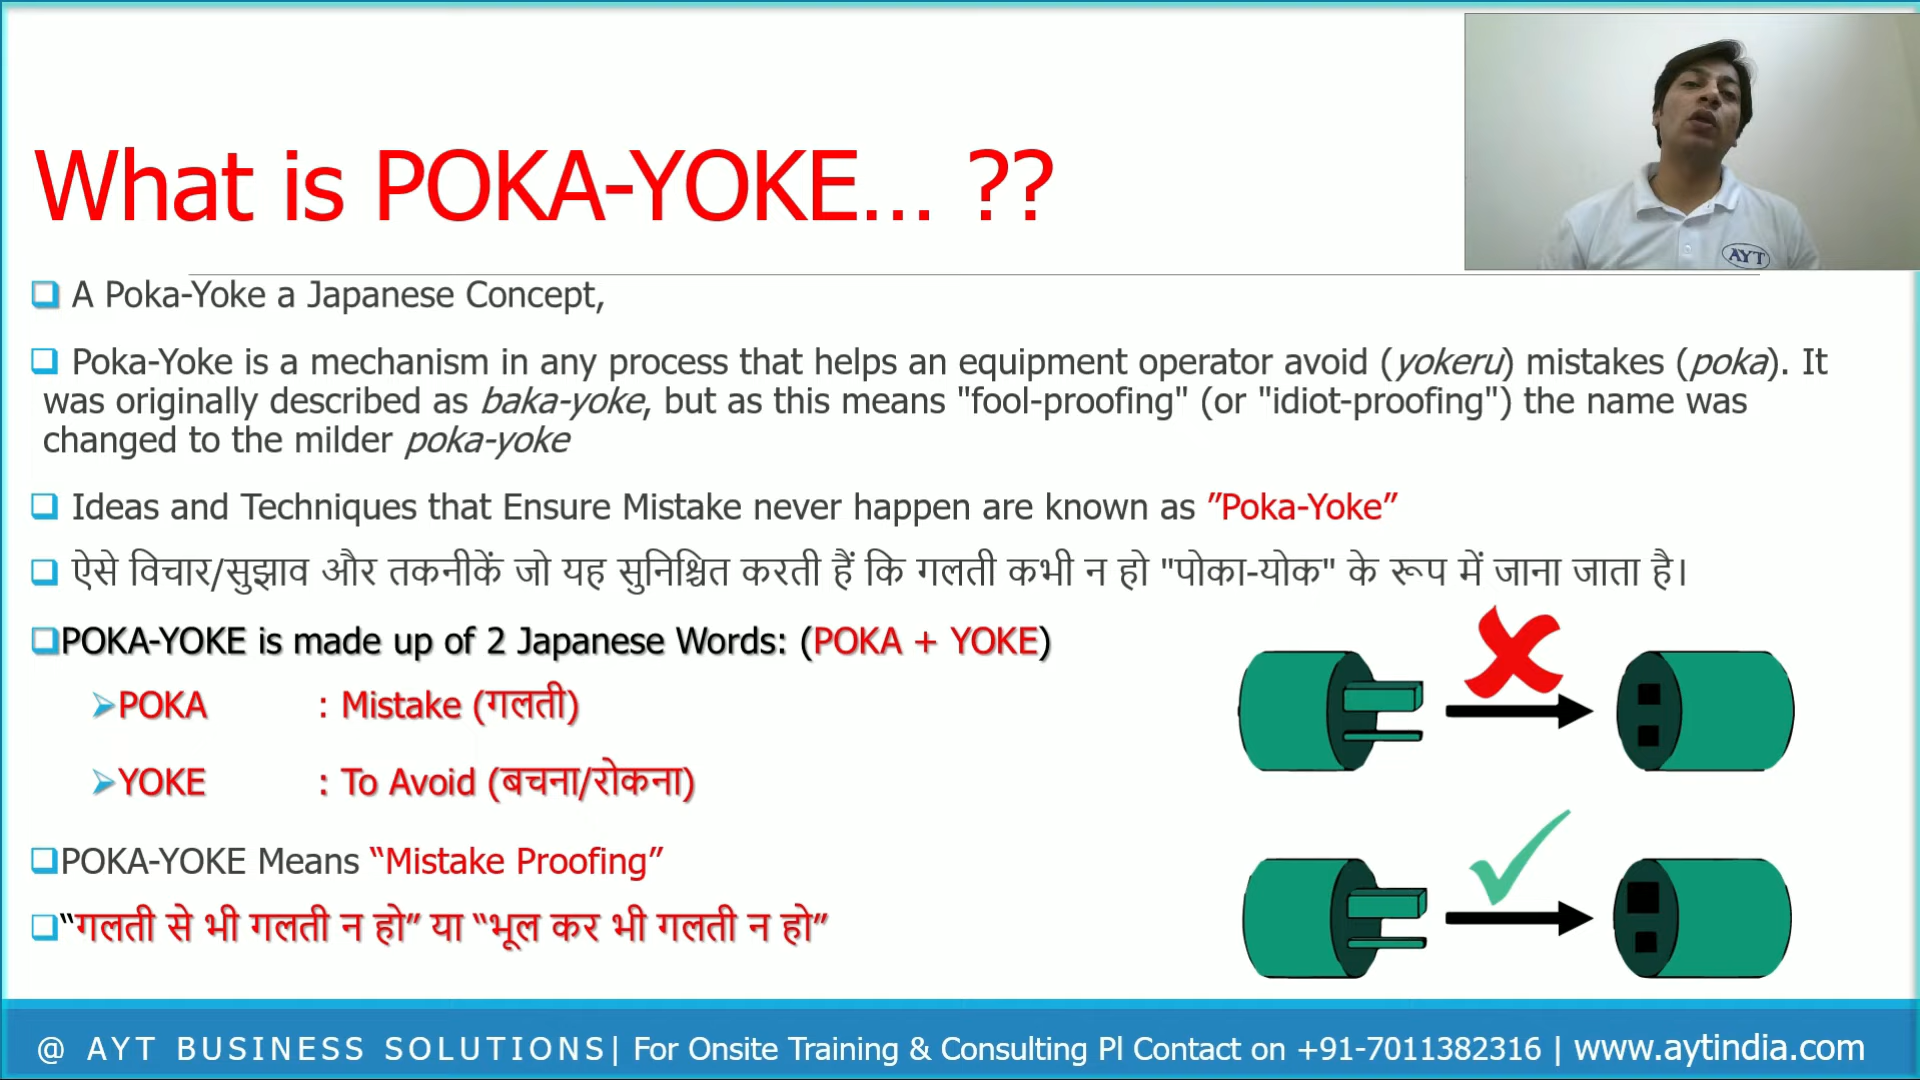 What is POKA-YOKE... ??
AYT
A Poka-Yoke a Japanese Concept,
Poka-Yoke is a mechanism in any process that helps an equipment operator avoid (yokeru) mistakes (poka). It
was originally described as baka-yoke, but as this means "fool-proofing" (or "idiot-proofing") the name was
changed to the milder poka-yoke
Ideas and Techniques that Ensure Mistake never happen are known as ”Poka-Yoke”
ऐसे विचार/सुझाव और तकनीकें जो यह सुनिश्चित करती हैं कि गलती कभी न हो "पोका-योक" के रूप में जाना जाता है।
POKA-YOKE is made up of 2 Japanese Words: (POKA + YOKE)
POKA : Mistake (गलती)
YOKE : To Avoid (बचना/रोकना)
POKA-YOKE Means “Mistake Proofing”
“गलती से भी गलती न हो” या “भूल कर भी गलती न हो”
@ AYT BUSINESS SOLUTIONS| For Onsite Training & Consulting Pl Contact on +91-7011382316 | www.aytindia.com